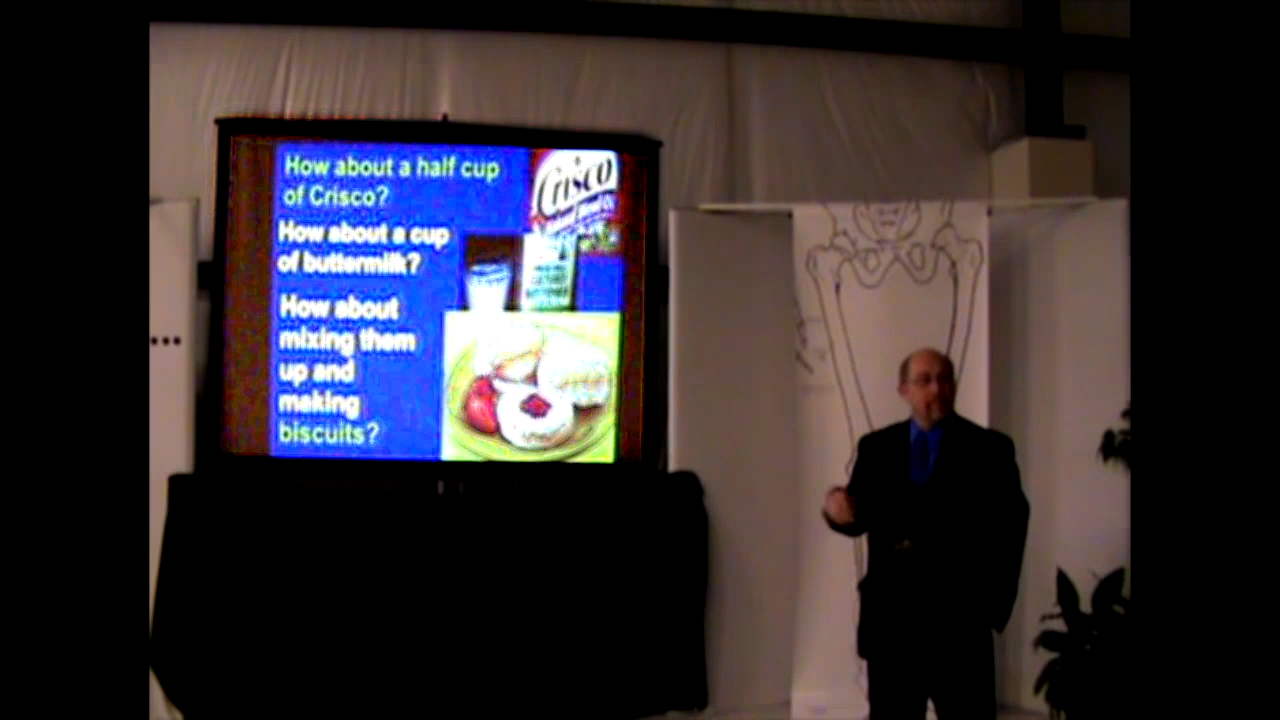 How about a half cup
of Crisco?
Crisco
How about a cup
of buttermilk?
How about
mixing them
up and
making
biscuits?